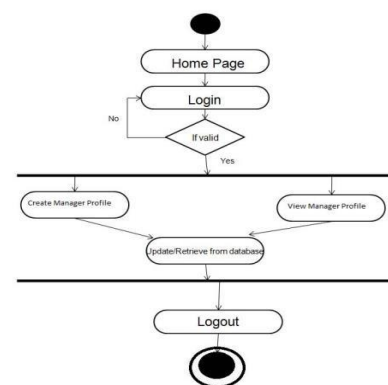 Home Page
Login
No
If valid
Yes
Create Manager Profile
View Manager Profile
Update/Retrieve from database
Logout